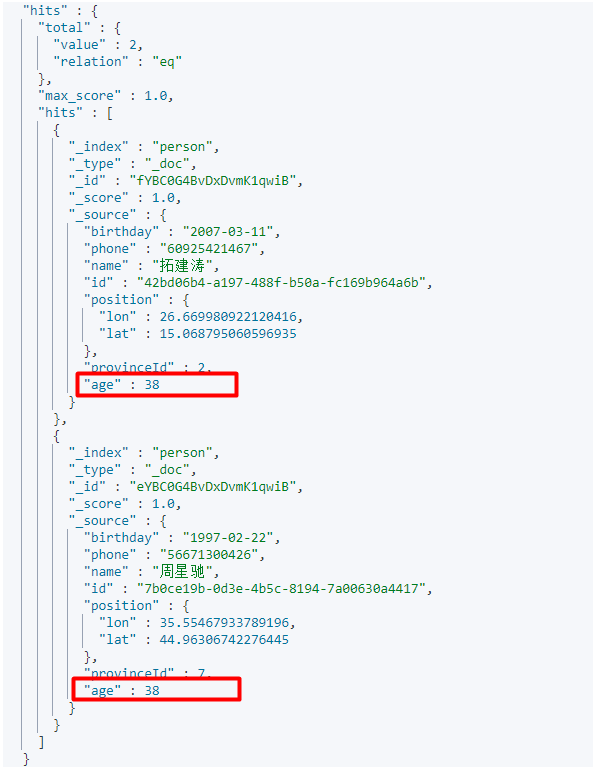 "hits" : {
"total" : {
"value" : 2,
"relation" : "eq"
},
"max_score" : 1.0,
"hits" : [
{
"_index" : "person",
"_type" : "_doc",
"_id" : "fYBC0G4BvDxDvmK1qwiB",
"_score" : 1.0,
"_source" : {
"birthday" : "2007-03-11",
"phone" : "60925421467",
"name" : "拓建涛",
"id" : "42bd06b4-a197-488f-b50a-fc169b964a6b",
"position" : {
"lon" : 26.669980922120416,
"lat" : 15.068795060596935
},
"provinceId" : 2,
"age" : 38
}
},
{
"_index" : "person",
"_type" : "_doc",
"_id" : "eYBC0G4BvDxDvmK1qwiB",
"_score" : 1.0,
"_source" : {
"birthday" : "1997-02-22",
"phone" : "56671300426",
"name" : "周星驰",
"id" : "7b0ce19b-0d3e-4b5c-8194-7a00630a4417",
"position" : {
"lon" : 35.55467933789196,
"lat" : 44.96306742276445
},
"provinceId" : 7,
"age" : 38
}
}
]
}